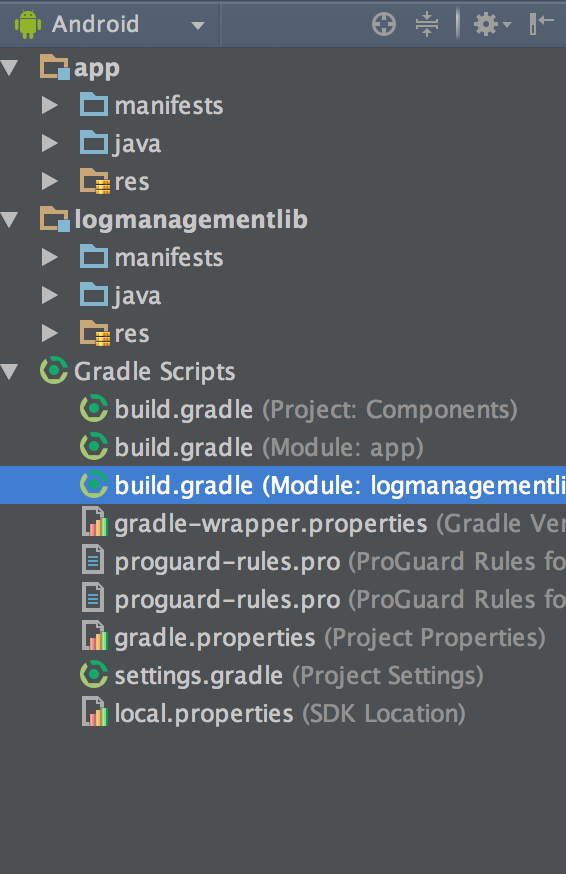 Android
app
manifests
java
res
logmanagementlib
manifests
java
res
Gradle Scripts
build.gradle (Project: Components)
build.gradle (Module: app)
build.gradle (Module: logmanagementli
gradle-wrapper.properties (Gradle Ver
proguard-rules.pro (ProGuard Rules fo
proguard-rules.pro (ProGuard Rules fo
gradle.properties (Project Properties)
settings.gradle (Project Settings)
local.properties (SDK Location)